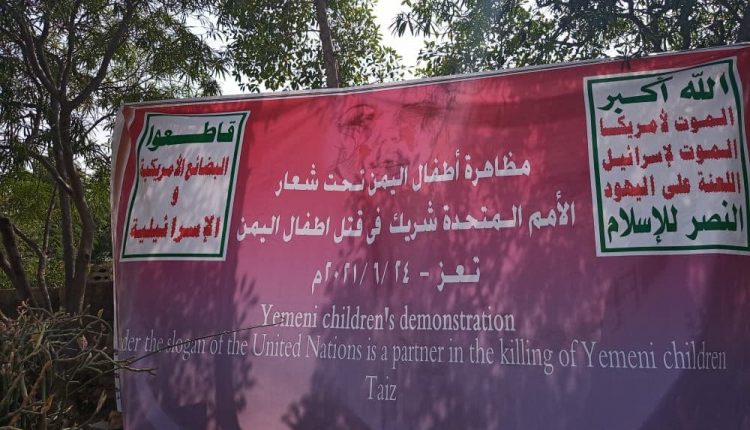 الله أكبر
الموت لأمريكا
الموت لإسرائيل
اللعنة على اليهود
النصر للإسلام
قاطعوا
البضائع الأمريكية
و
الإسرائيلية
مظاهرة أطفال اليمن تحت شعار
الأمم المتحدة شريك في قتل اطفال اليمن
تعز - ٢٠٢١/٦/٢٤م
Yemeni children's demonstration
der the slogan of the United Nations is a partner in the killing of Yemeni children
Taiz